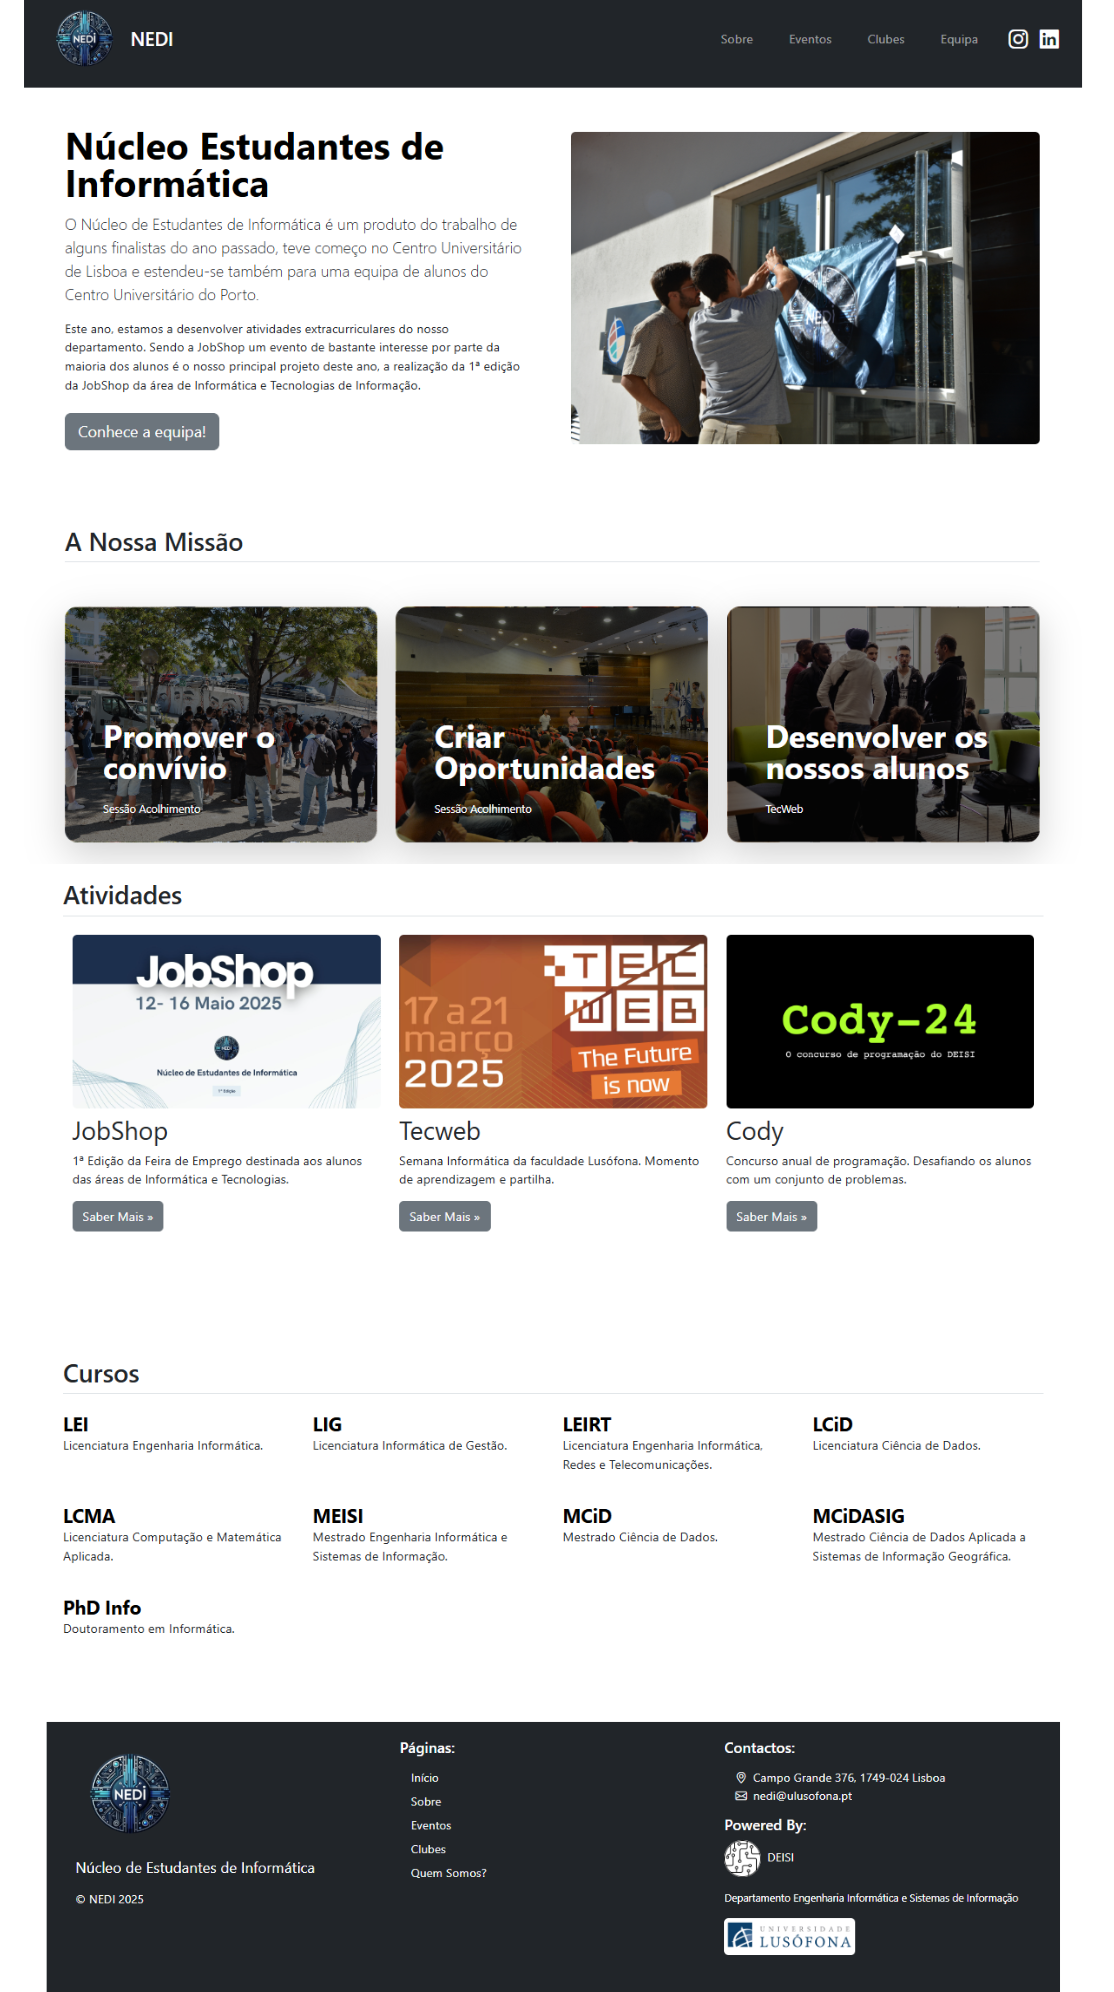 NEDI
NEDI
Sobre
Eventos
Clubes
Equipa
Núcleo Estudantes de
Informática
O Núcleo de Estudantes de Informática é um produto do trabalho de
alguns finalistas do ano passado, teve começo no Centro Universitário
de Lisboa e estendeu-se também para uma equipa de alunos do
Centro Universitário do Porto.
Este ano, estamos a desenvolver atividades extracurriculares do nosso
departamento. Sendo a JobShop um evento de bastante interesse por parte da
maioria dos alunos é o nosso principal projeto deste ano, a realização da 1ª edição
da JobShop da área de Informática e Tecnologias de Informação.
Conhece a equipa!
NEDI
A Nossa Missão
Promover o
convívio
Sessão Acolhimento
Criar
Oportunidades
Sessão Acolhimento
Desenvolver os
nossos alunos
TecWeb
Atividades
JobShop
12- 16 Maio 2025
NEDI
Núcleo de Estudantes de Informática
1ª Edição
TEC
WEB
17 a 21
março
2025
The Future
is now
Cody-24
O concurso de programação do DEISI
JobShop
1ª Edição da Feira de Emprego destinada aos alunos
das áreas de Informática e Tecnologias.
Saber Mais »
Tecweb
Semana Informática da faculdade Lusófona. Momento
de aprendizagem e partilha.
Saber Mais »
Cody
Concurso anual de programação. Desafiando os alunos
com um conjunto de problemas.
Saber Mais »
Cursos
LEI
Licenciatura Engenharia Informática.
LIG
Licenciatura Informática de Gestão.
LEIRT
Licenciatura Engenharia Informática,
Redes e Telecomunicações.
LCiD
Licenciatura Ciência de Dados.
LCMA
Licenciatura Computação e Matemática
Aplicada.
MEISI
Mestrado Engenharia Informática e
Sistemas de Informação.
MCiD
Mestrado Ciência de Dados.
MCiDASIG
Mestrado Ciência de Dados Aplicada a
Sistemas de Informação Geográfica.
PhD Info
Doutoramento em Informática.
NEDI
Núcleo de Estudantes de Informática
© NEDI 2025
Páginas:
Início
Sobre
Eventos
Clubes
Quem Somos?
Contactos:
Campo Grande 376, 1749-024 Lisboa
nedi@ulusofona.pt
Powered By:
DEISI
Departamento Engenharia Informática e Sistemas de Informação
UNIVERSIDADE
LUSÓFONA